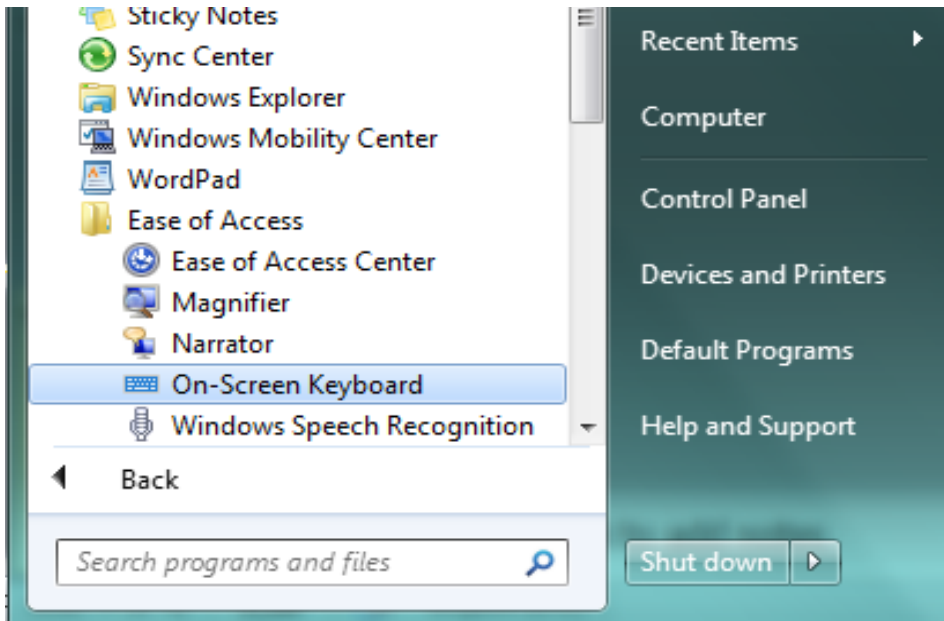 Sticky Notes
Sync Center
Windows Explorer
Windows Mobility Center
WordPad
Ease of Access
Ease of Access Center
Magnifier
Narrator
On-Screen Keyboard
Windows Speech Recognition
Back
Search programs and files
Recent Items
Computer
Control Panel
Devices and Printers
Default Programs
Help and Support
Shut down